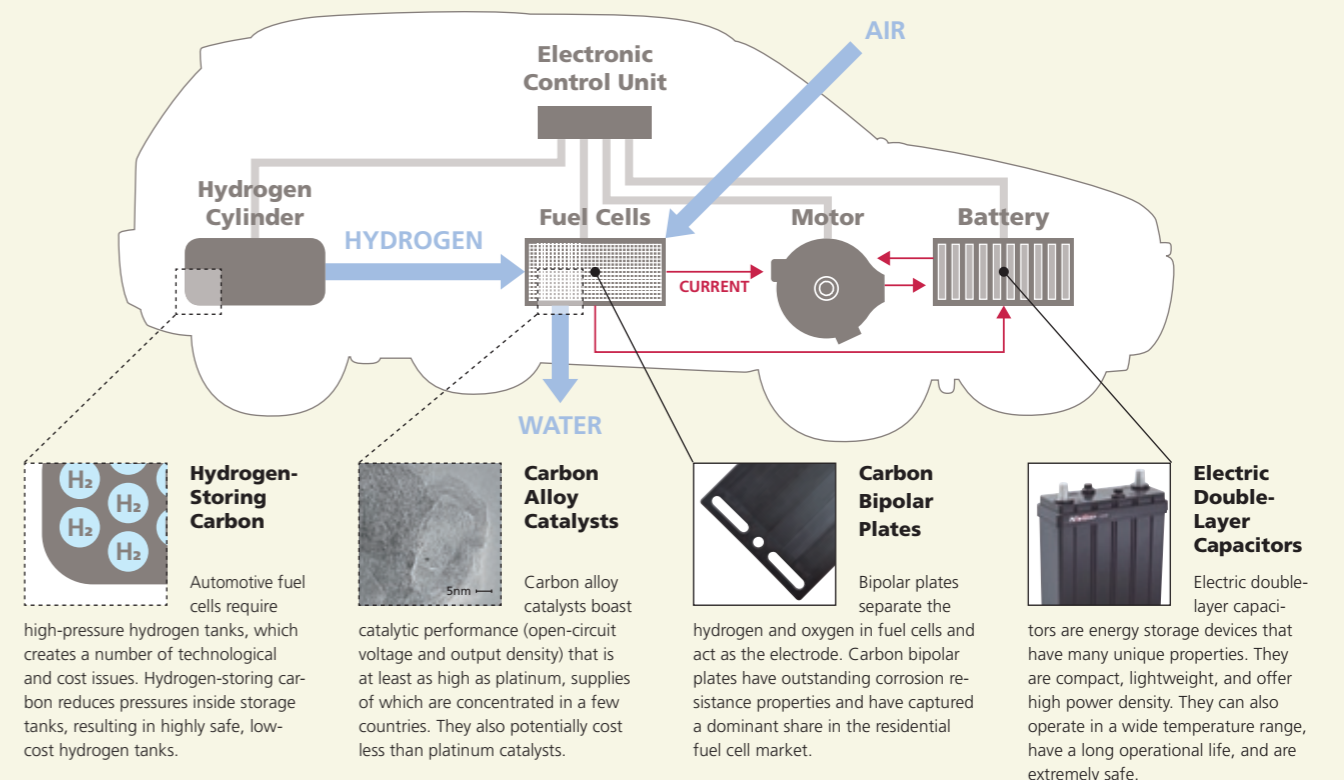 AIR
Electronic
Control Unit
Hydrogen
Cylinder
HYDROGEN
Fuel Cells
Motor
Battery
CURRENT
WATER
H₂
H₂
H₂
H₂
Hydrogen-
Storing
Carbon
Automotive fuel
cells require
high-pressure hydrogen tanks, which
creates a number of technological
and cost issues. Hydrogen-storing car-
bon reduces pressures inside storage
tanks, resulting in highly safe, low-
cost hydrogen tanks.
5nm
Carbon
Alloy
Catalysts
Carbon alloy
catalysts boast
catalytic performance (open-circuit
voltage and output density) that is
at least as high as platinum, supplies
of which are concentrated in a few
countries. They also potentially cost
less than platinum catalysts.
Carbon
Bipolar
Plates
Bipolar plates
separate the
hydrogen and oxygen in fuel cells and
act as the electrode. Carbon bipolar
plates have outstanding corrosion re-
sistance properties and have captured
a dominant share in the residential
fuel cell market.
Electric
Double-
Layer
Capacitors
Electric double-
layer capaci-
tors are energy storage devices that
have many unique properties. They
are compact, lightweight, and offer
high power density. They can also
operate in a wide temperature range,
have a long operational life, and are
extremely safe.